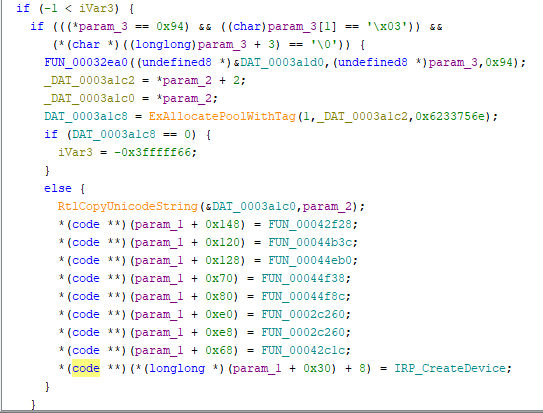 if (-1 < iVar3) {
if (((*param_3 == 0x94) && ((char)param_3[1] == '\x03')) &&
(*(char *)((longlong)param_3 + 3) == '\0')) {
FUN_00032ea0((undefined8 *)&DAT_0003a1d0,(undefined8 *)param_3,0x94);
_DAT_0003a1c2 = *param_2 + 2;
_DAT_0003a1c0 = *param_2;
DAT_0003a1c8 = ExAllocatePoolWithTag(1,_DAT_0003a1c2,0x6233756e);
if (DAT_0003a1c8 == 0) {
iVar3 = -0x3fffff66;
}
else {
RtlCopyUnicodeString(&DAT_0003a1c0,param_2);
*(code **)(param_1 + 0x148) = FUN_00042f28;
*(code **)(param_1 + 0x120) = FUN_00044b3c;
*(code **)(param_1 + 0x128) = FUN_00044eb0;
*(code **)(param_1 + 0x70) = FUN_00044f38;
*(code **)(param_1 + 0x80) = FUN_00044f8c;
*(code **)(param_1 + 0xe0) = FUN_0002c260;
*(code **)(param_1 + 0xe8) = FUN_0002c260;
*(code **)(param_1 + 0x68) = FUN_00042c1c;
*(code **)(*(longlong *)(param_1 + 0x30) + 8) = IRP_CreateDevice;
}
}